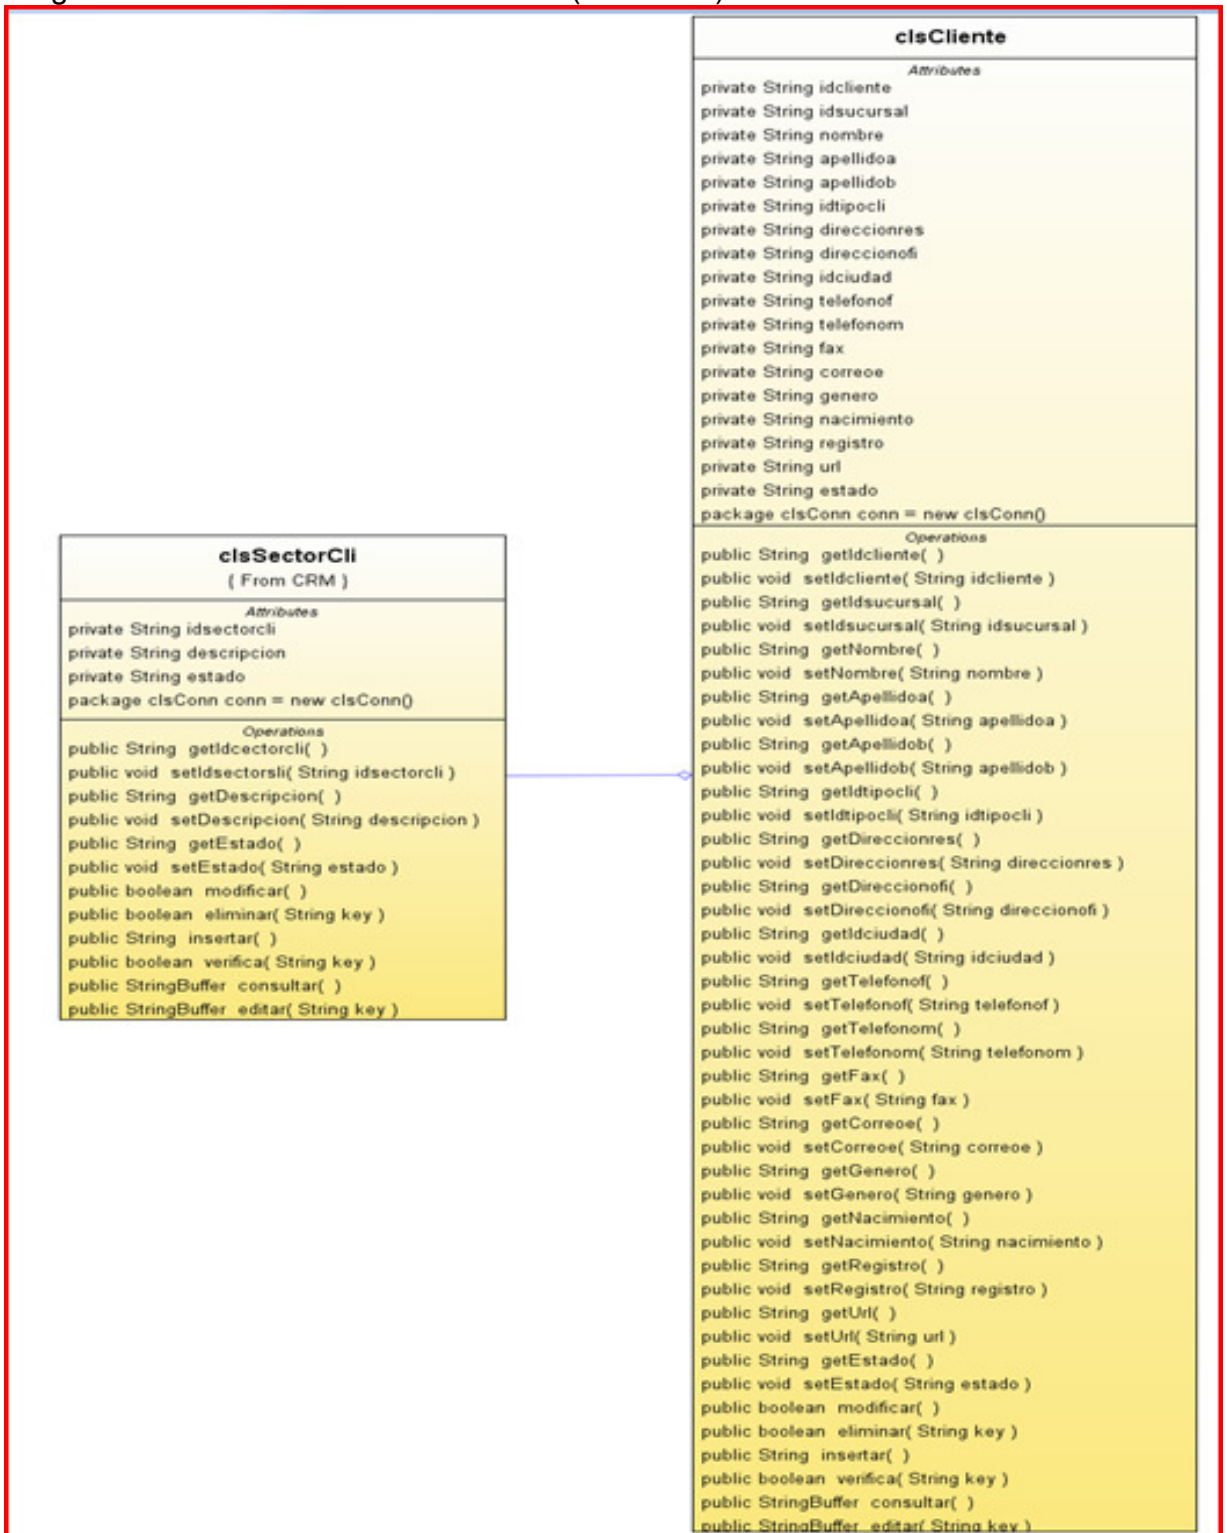 clsCliente
Attributes
private String idcliente
private String idsucursal
private String nombre
private String apellidoa
private String apellidob
private String idtipocli
private String direccionres
private String direccionofi
private String idciudad
private String telefonof
private String telefonom
private String fax
private String correoe
private String genero
private String nacimiento
private String registro
private String url
private String estado
package clsConn conn = new clsConn()
Operations
public String getIdcliente( )
public void setIdcliente( String idcliente )
public String getIdsucursal( )
public void setIdsucursal( String idsucursal )
public String getNombre( )
public void setNombre( String nombre )
public String getApellidoa( )
public void setApellidoa( String apellidoa )
public String getApellidob( )
public void setApellidob( String apellidob )
public String getIdtipocli( )
public void setIdtipocli( String idtipocli )
public String getDireccionres( )
public void setDireccionres( String direccionres )
public String getDireccionofi( )
public void setDireccionofi( String direccionofi )
public String getIdciudad( )
public void setIdciudad( String idciudad )
public String getTelefonof( )
public void setTelefonof( String telefonof )
public String getTelefonom( )
public void setTelefonom( String telefonom )
public String getFax( )
public void setFax( String fax )
public String getCorreoe( )
public void setCorreoe( String correoe )
public String getGenero( )
public void setGenero( String genero )
public String getNacimiento( )
public void setNacimiento( String nacimiento )
public String getRegistro( )
public void setRegistro( String registro )
public String getUrl( )
public void setUrl( String url )
public String getEstado( )
public void setEstado( String estado )
public boolean modificar( )
public boolean eliminar( String key )
public String insertar( )
public boolean verifica( String key )
public StringBuffer consultar( )
public StringBuffer editar( String key )
clsSectorCli
( From CRM )
Attributes
private String idsectorcli
private String descripcion
private String estado
package clsConn conn = new clsConn()
Operations
public String getIdcectorcli( )
public void setIdsectorsli( String idsectorcli )
public String getDescripcion( )
public void setDescripcion( String descripcion )
public String getEstado( )
public void setEstado( String estado )
public boolean modificar( )
public boolean eliminar( String key )
public String insertar( )
public boolean verifica( String key )
public StringBuffer consultar( )
public StringBuffer editar( String key )